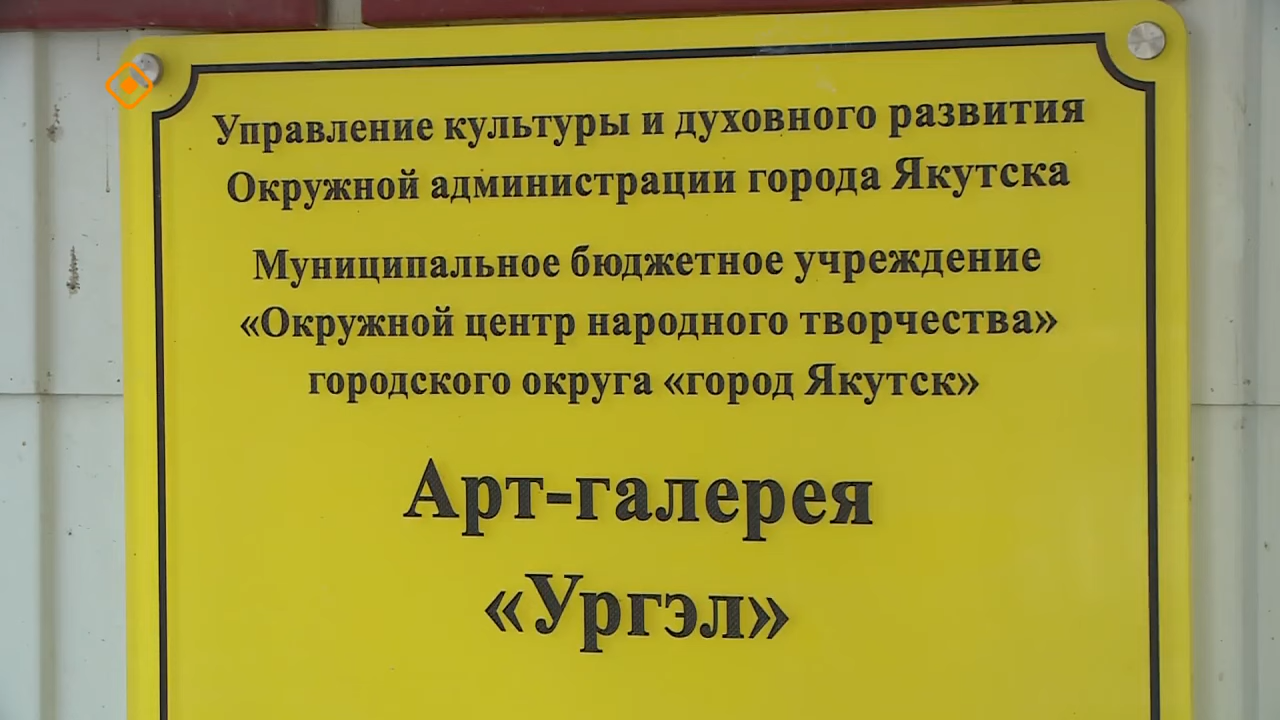 Управление культуры и духовного развития
Окружной администрации города Якутска
Муниципальное бюджетное учреждение
«Окружной центр народного творчества»
городского округа «город Якутск»
Арт-галерея
«Ургэл»